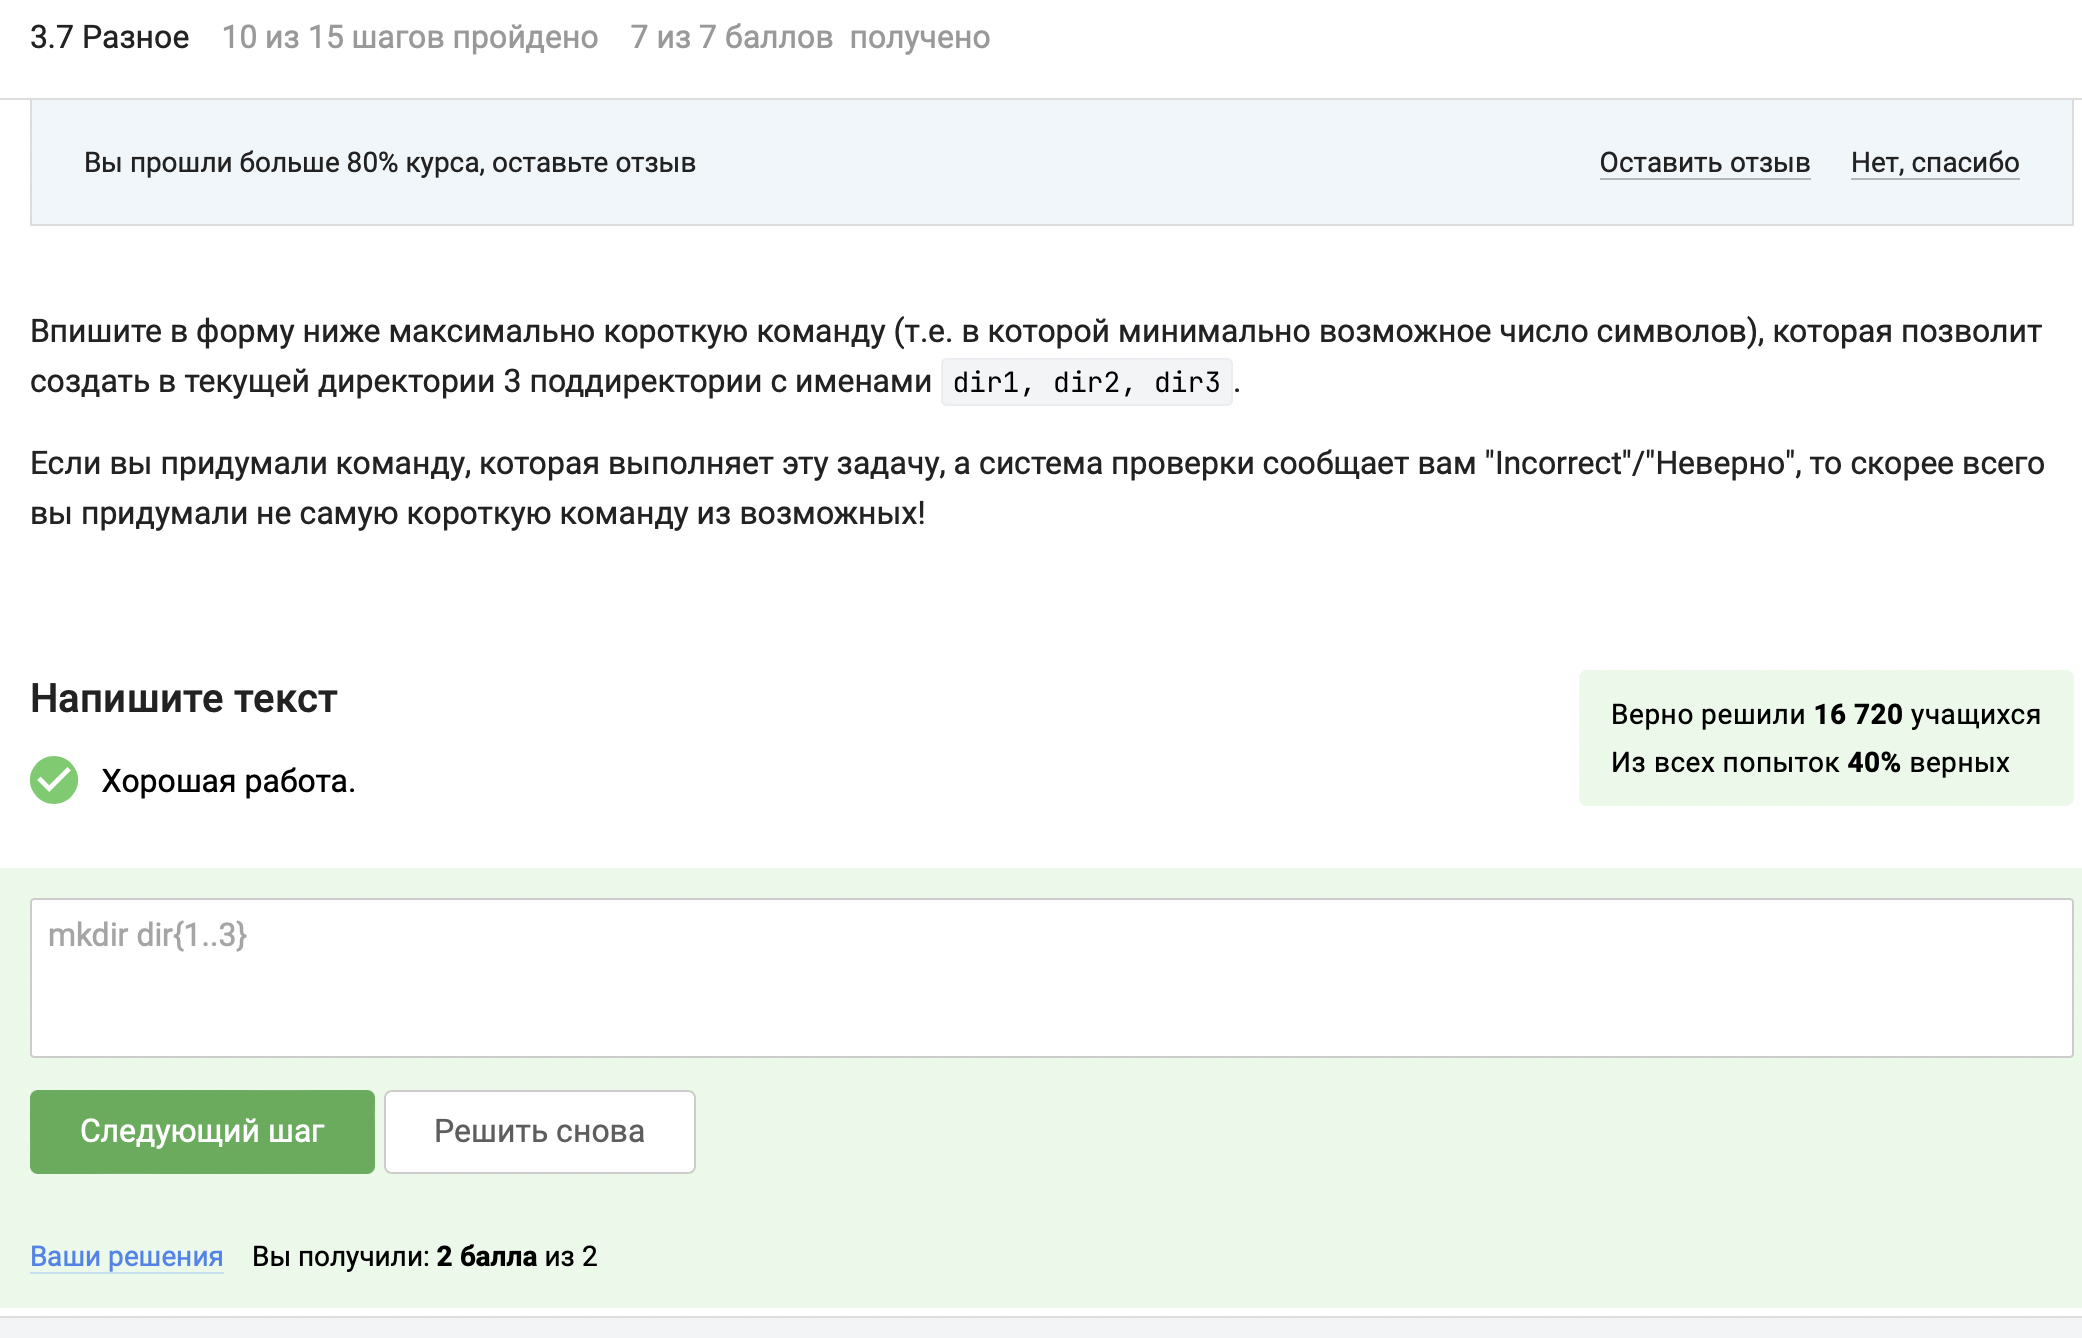 3.7 Разное 10 из 15 шагов пройдено 7 из 7 баллов получено
Вы прошли больше 80% курса, оставьте отзыв Оставить отзыв Нет, спасибо
Впишите в форму ниже максимально короткую команду (т.е. в которой минимально возможное число символов), которая позволит
создать в текущей директории 3 поддиректории с именами dir1, dir2, dir3.
Если вы придумали команду, которая выполняет эту задачу, а система проверки сообщает вам "Incorrect"/"Неверно", то скорее всего
вы придумали не самую короткую команду из возможных!
Напишите текст
Хорошая работа.
Верно решили 16 720 учащихся
Из всех попыток 40% верных
mkdir dir{1..3}
Следующий шаг Решить снова
Ваши решения Вы получили: 2 балла из 2